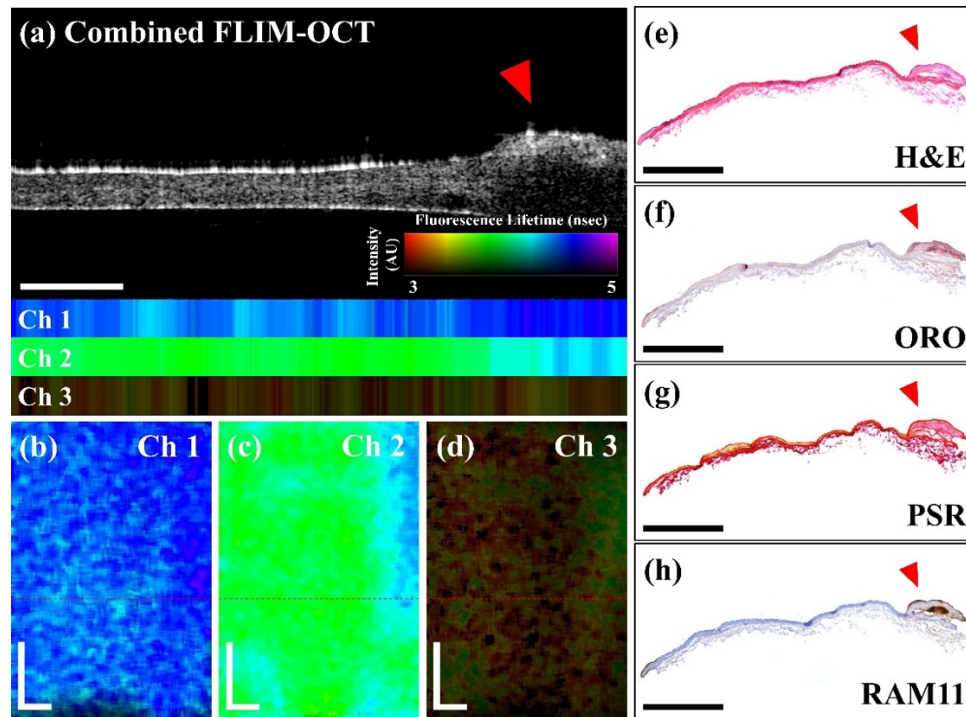 (a) Combined FLIM-OCT
Fluorescence Lifetime (nsec)
Intensity
(AU)
3
5
Ch 1
Ch 2
Ch 3
(b)
Ch 1
(c)
Ch 2
(d)
Ch 3
(e)
H&E
(f)
ORO
(g)
PSR
(h)
RAM11